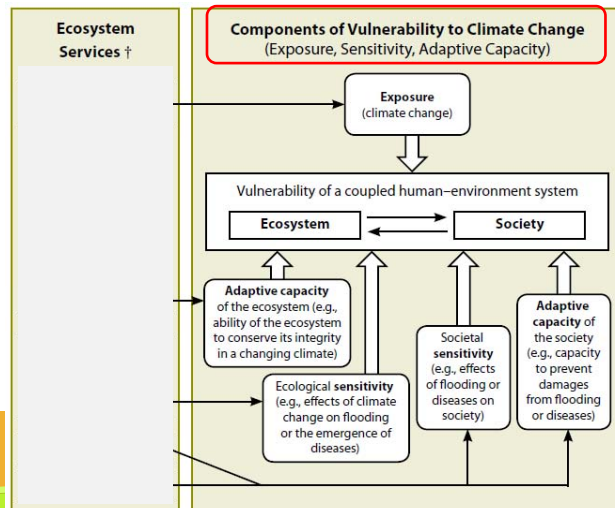 Ecosystem
Services †
Components of Vulnerability to Climate Change
(Exposure, Sensitivity, Adaptive Capacity)
Exposure
(climate change)
Vulnerability of a coupled human–environment system
Ecosystem
Society
Adaptive capacity
of the ecosystem (e.g.,
ability of the ecosystem
to conserve its integrity
in a changing climate)
Ecological sensitivity
(e.g., effects of climate
change on flooding
or the emergence of
diseases)
Societal
sensitivity
(e.g., effects
of flooding or
diseases on
society)
Adaptive
capacity of
the society
(e.g., capacity
to prevent
damages
from flooding
or diseases)